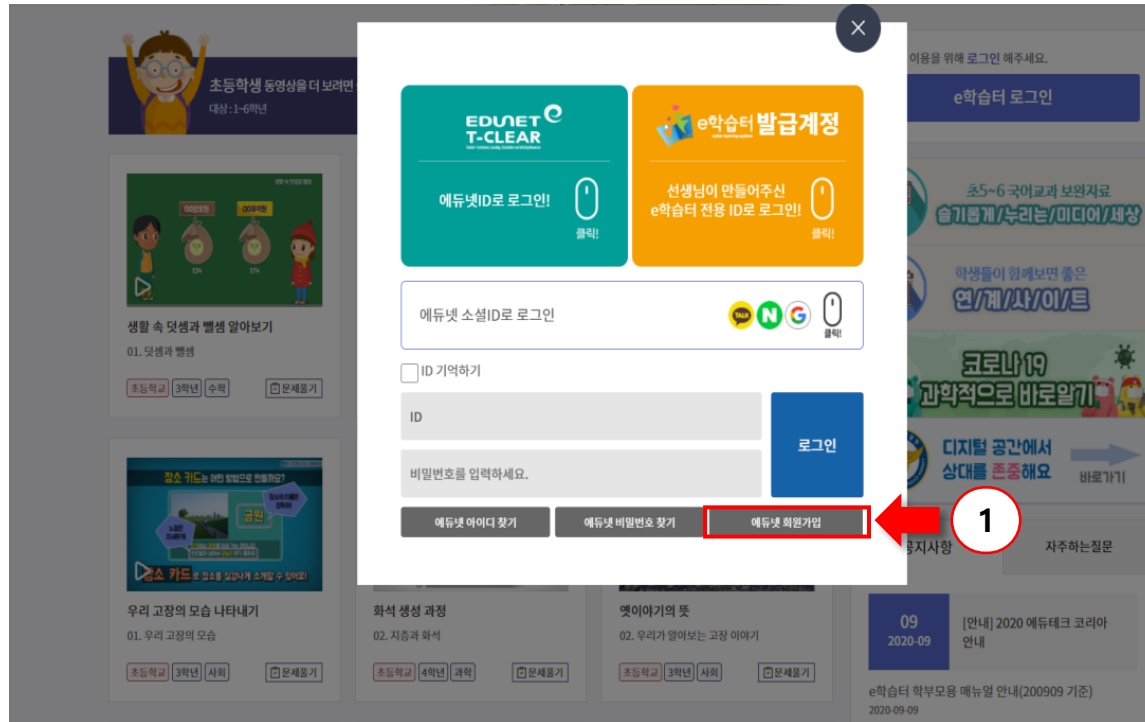 초등학생 동영상을 더 보려면
대상 : 1~6학년
이용을 위해 로그인 해주세요.
e학습터 로그인
EDUNET
T-CLEAR
에듀넷ID로 로그인!
클릭!
e학습터 발급계정
선생님이 만들어주신
e학습터 전용 ID로 로그인!
클릭!
에듀넷 소셜ID로 로그인
TALK
N
G
클릭!
ID 기억하기
ID
비밀번호를 입력하세요.
로그인
에듀넷 아이디 찾기
에듀넷 비밀번호 찾기
에듀넷 회원가입
1
생활 속 덧셈과 뺄셈 알아보기
01. 덧셈과 뺄셈
초등학교 3학년 수학 문제풀기
초5~6 국어교과 보원자료
슬기롭게/누리는/미디어/세상
학생들이 함께보면 좋은
연/계/사/이/트
코로나19
과학적으로 바로알기
디지털 공간에서
상대를 존중해요
바로가기
장소 카드는 어떤 방법으로 만들까요?
공원
장소 카드로 장소를 실감나게 소개할 수 있어요!
우리 고장의 모습 나타내기
01. 우리 고장의 모습
초등학교 3학년 사회 문제풀기
화석 생성 과정
02. 지층과 화석
초등학교 4학년 과학 문제풀기
옛이야기의 뜻
02. 우리가 알아보는 고장 이야기
초등학교 3학년 사회 문제풀기
공지사항
자주하는질문
09
2020-09
[안내] 2020 에듀테크 코리아
안내
e학습터 학부모용 매뉴얼 안내(200909 기준)
2020-09-09